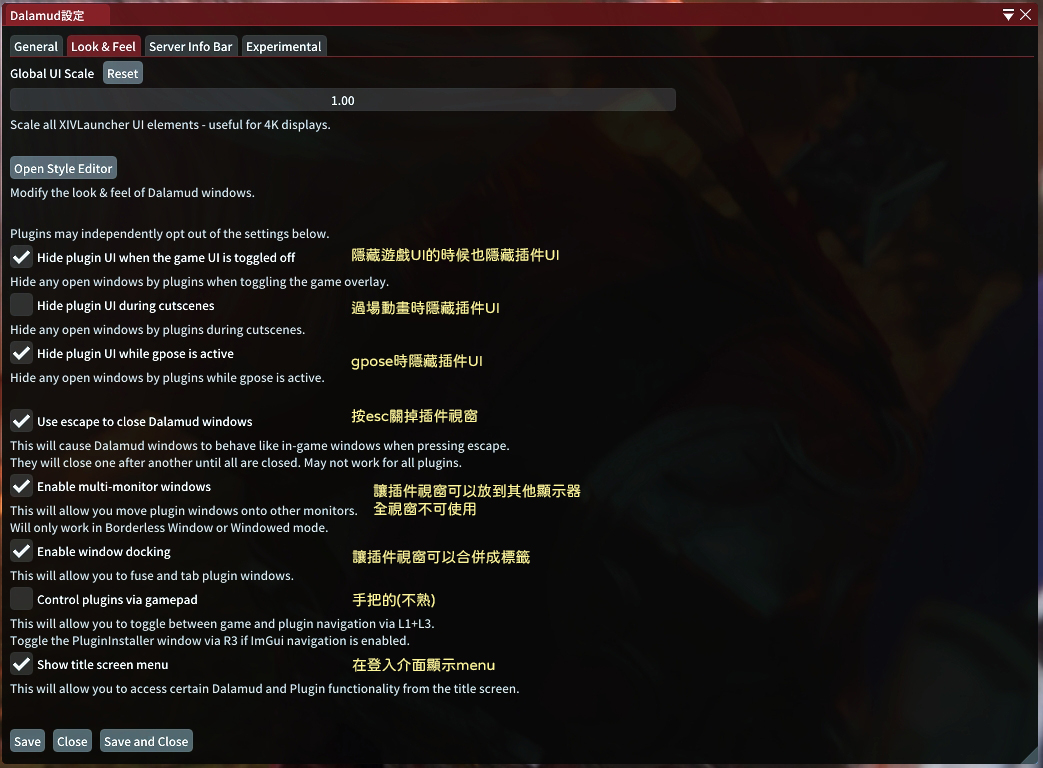 Dalamud設定
General Look & Feel Server Info Bar Experimental
Global UI Scale Reset
1.00
Scale all XIVLauncher UI elements - useful for 4K displays.
Open Style Editor
Modify the look & feel of Dalamud windows.
Plugins may independently opt out of the settings below.
Hide plugin UI when the game UI is toggled off 隱藏遊戲UI的時候也隱藏插件UI
Hide any open windows by plugins when toggling the game overlay.
Hide plugin UI during cutscenes 過場動畫時隱藏插件UI
Hide any open windows by plugins during cutscenes.
Hide plugin UI while gpose is active gpose時隱藏插件UI
Hide any open windows by plugins while gpose is active.
Use escape to close Dalamud windows 按esc關掉插件視窗
This will cause Dalamud windows to behave like in-game windows when pressing escape.
They will close one after another until all are closed. May not work for all plugins.
Enable multi-monitor windows 讓插件視窗可以放到其他顯示器
This will allow you move plugin windows onto other monitors. 全視窗不可使用
Will only work in Borderless Window or Windowed mode.
Enable window docking 讓插件視窗可以合併成標籤
This will allow you to fuse and tab plugin windows.
Control plugins via gamepad 手把的(不熟)
This will allow you to toggle between game and plugin navigation via L1+L3.
Toggle the PluginInstaller window via R3 if ImGui navigation is enabled.
Show title screen menu 在登入介面顯示menu
This will allow you to access certain Dalamud and Plugin functionality from the title screen.
Save Close Save and Close